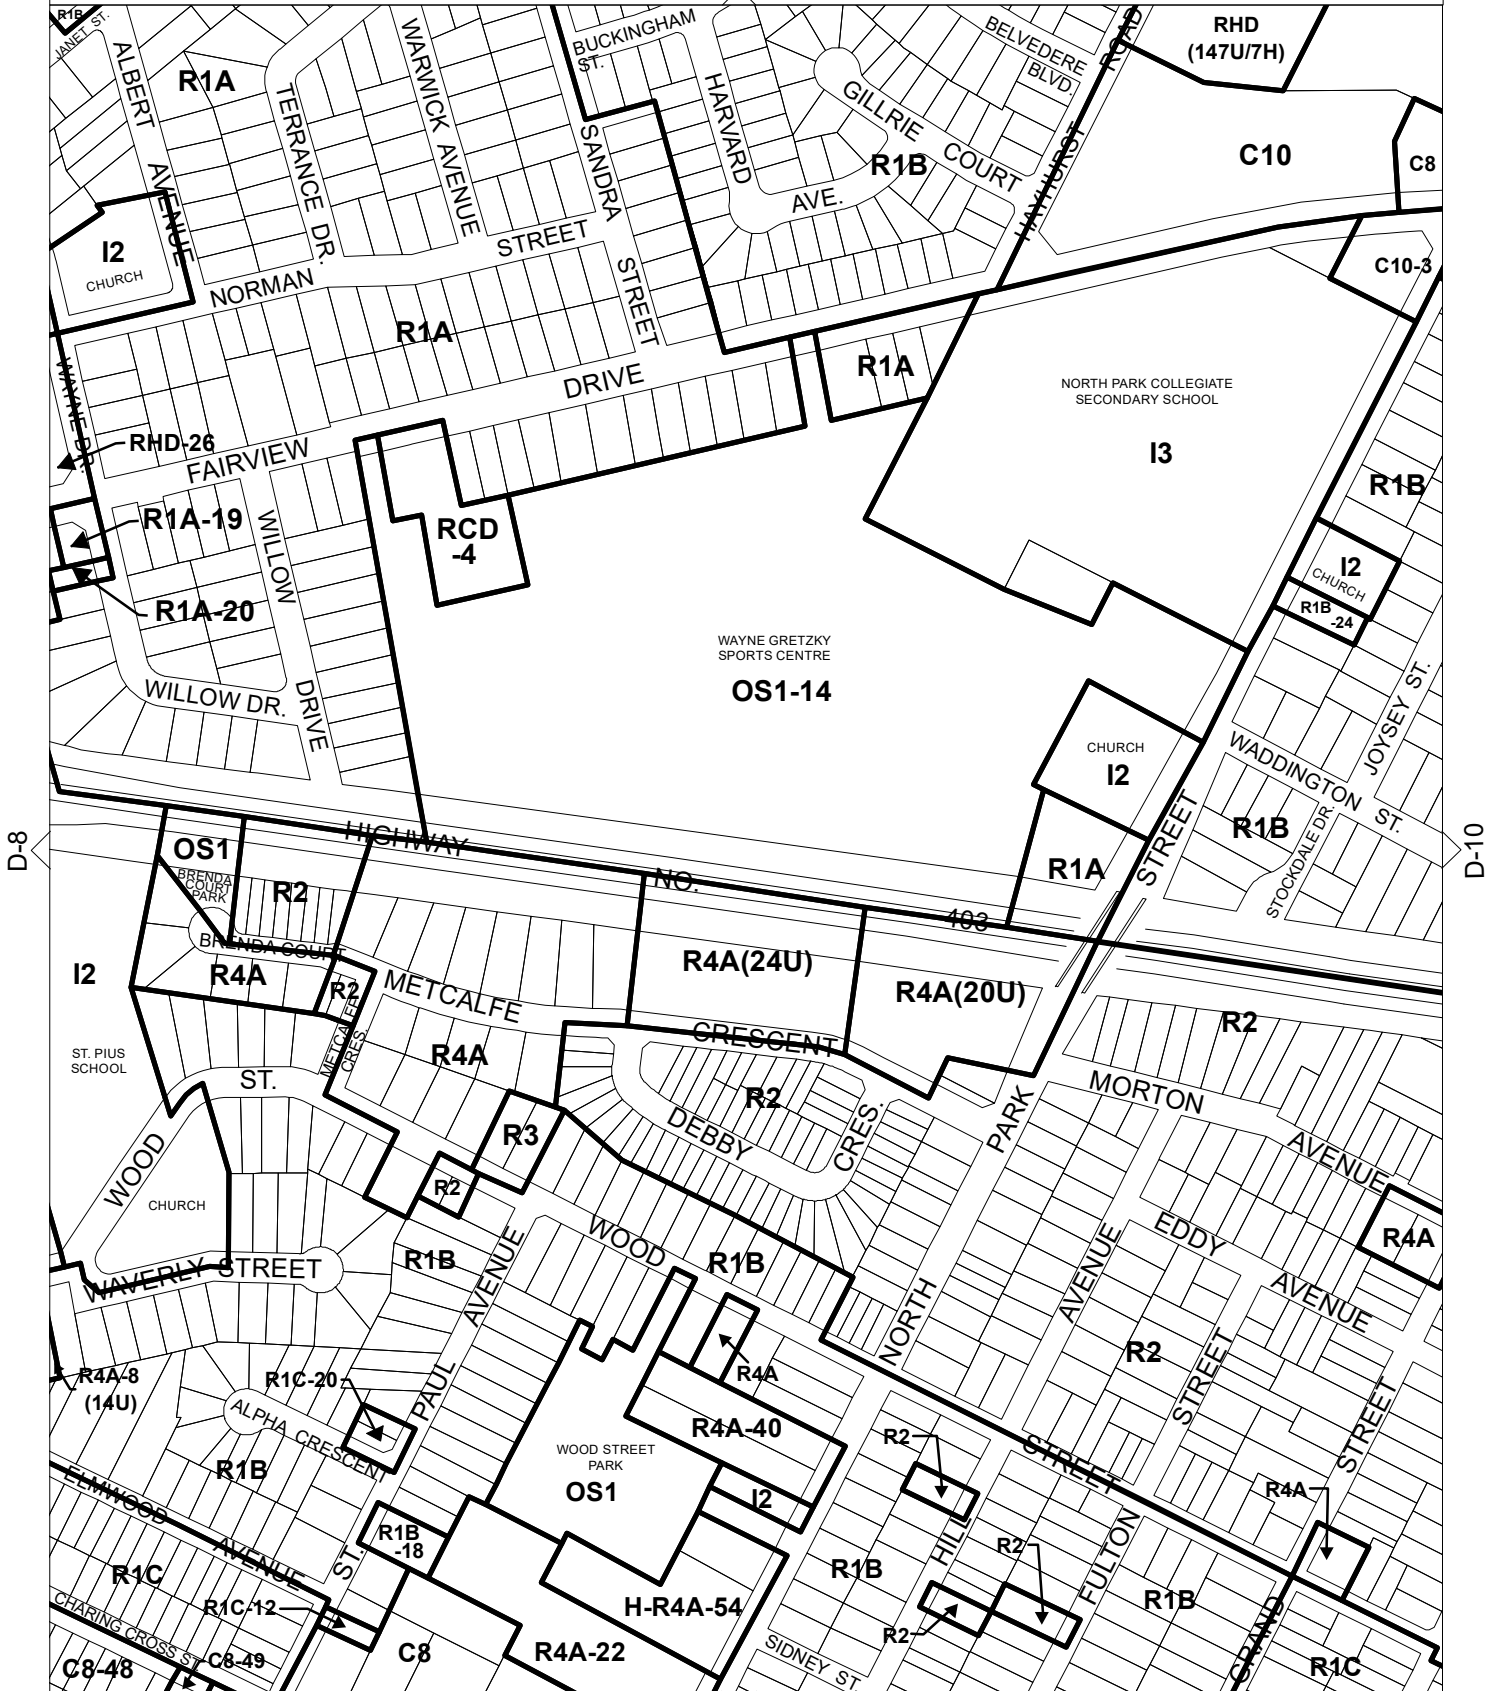 R1B
JANET ST.
ALBERT
AVENUE
R1A
TERRANCE DR.
WARWICK AVENUE
BUCKINGHAM
ST.
SANDRA
STREET
HARVARD
AVE.
GILLRIE COURT
R1B
BELVEDERE
BLVD.
HAYHURST
ROAD
RHD
(147U/7H)
C10
C8
C10-3
I2
CHURCH
NORMAN
STREET
R1A
WAYNE DR.
DRIVE
R1A
NORTH PARK COLLEGIATE
SECONDARY SCHOOL
I3
RHD-26
FAIRVIEW
R1A-19
R1A-20
WILLOW
DRIVE
WILLOW DR.
RCD
-4
R1B
I2
CHURCH
R1B
-24
WAYNE GRETZKY
SPORTS CENTRE
OS1-14
JOYSEY ST.
WADDINGTON ST.
CHURCH
I2
R1B
STOCKDALE DR.
STREET
D-8
D-10
HIGHWAY
NO.
403
R1A
OS1
BRENDA
COURT
PARK
R2
BRENDA COURT
R4A
R2
I2
METCALFE
CRES.
METCALFE
CRESCENT
R4A(24U)
R4A(20U)
R2
ST. PIUS
SCHOOL
ST.
R4A
R2
DEBBY
CRES.
PARK
MORTON
AVENUE
R3
R2
WOOD
CHURCH
WAVERLY STREET
R1B
AVENUE
WOOD
R1B
NORTH
AVENUE
EDDY
AVENUE
R4A
R2
STREET
STREET
R4A-8
(14U)
R1C-20
PAUL
R4A
R4A-40
ALPHA CRESCENT
R1B
WOOD STREET
PARK
OS1
I2
R2
STREET
R4A
ELMWOOD
AVENUE
R1B
-18
ST.
HILL
R2
FULTON
R1B
R1B
R1C
R1C-12
H-R4A-54
R2
GRAND
CHARING CROSS ST.
C8-48
C8-49
C8
R4A-22
SIDNEY ST.
R1C